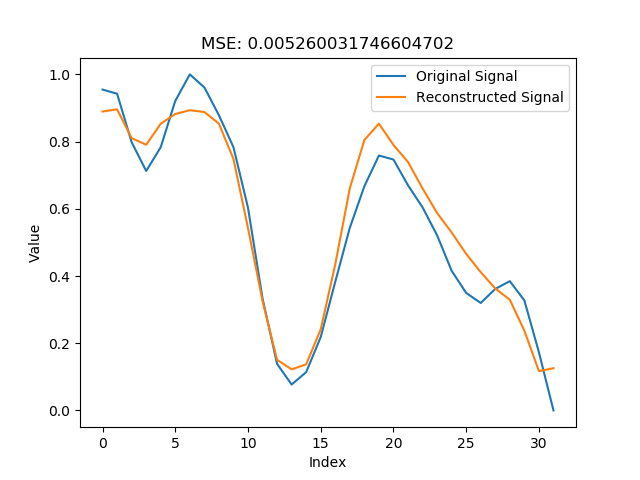 MSE: 0.005260031746604702
Original Signal
Reconstructed Signal
Value
1.0
0.8
0.6
0.4
0.2
0.0
0 5 10 15 20 25 30
Index